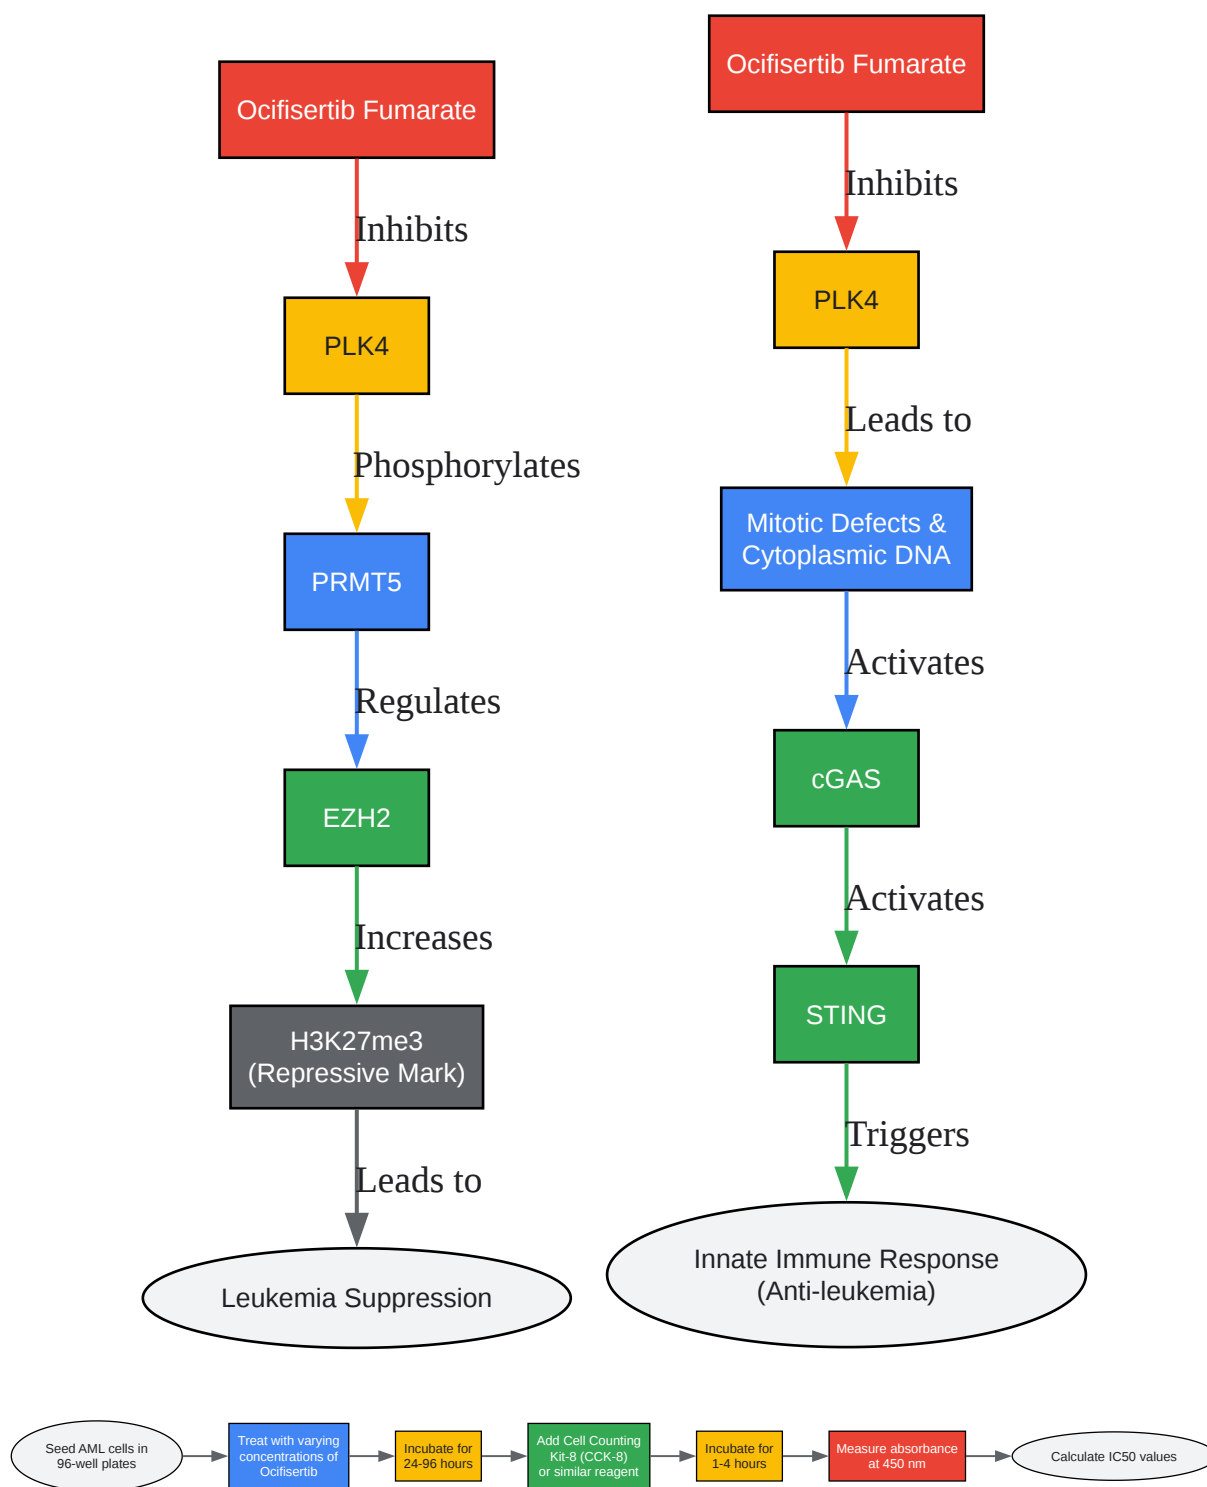 Ocifisertib Fumarate
Inhibits
PLK4
Phosphorylates
PRMT5
Regulates
EZH2
Increases
H3K27me3
(Repressive Mark)
Leads to
Leukemia Suppression
Ocifisertib Fumarate
Inhibits
PLK4
Leads to
Mitotic Defects &
Cytoplasmic DNA
Activates
cGAS
Activates
STING
Triggers
Innate Immune Response
(Anti-leukemia)
Seed AML cells in
96-well plates
Treat with varying
concentrations of
Ocifisertib
Incubate for
24-96 hours
Add Cell Counting
Kit-8 (CCK-8)
or similar reagent
Incubate for
1-4 hours
Measure absorbance
at 450 nm
Calculate IC50 values